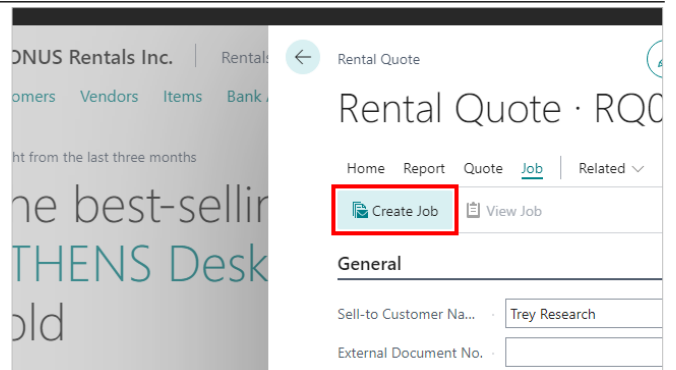 ONUS Rentals Inc. Rentals
omers Vendors Items Bank
ht from the last three months
he best-sellin
THENS Desk
old
Rental Quote
Rental Quote · RQ0
Home Report Quote Job Related
Create Job View Job
General
Sell-to Customer Na... Trey Research
External Document No.